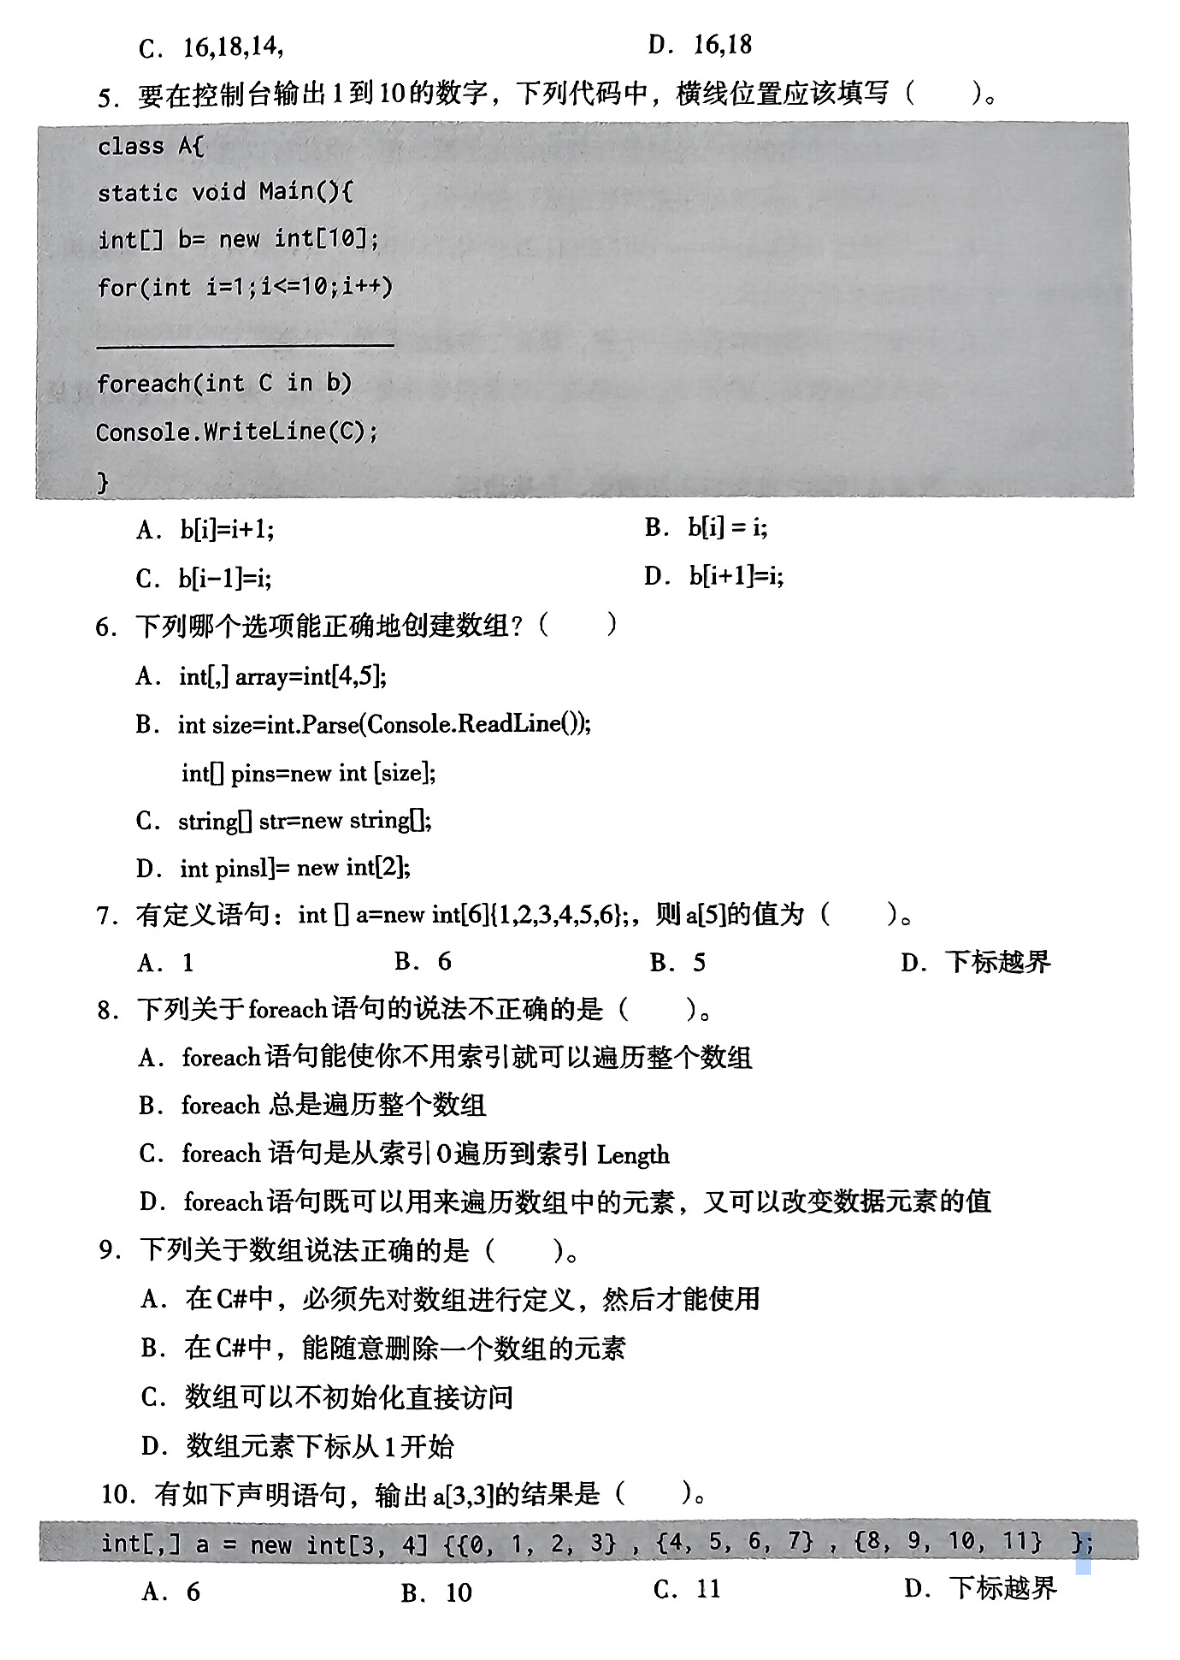 C．16,18,14,	D．16,18
5．要在控制台输出1到10的数字，下列代码中，横线位置应该填写（　　）。
class A{
static void Main(){
int[] b= new int[10];
for(int i=1;i<=10;i++)
foreach(int C in b)
Console.WriteLine(C);
}
A．b[i]=i+1;	B．b[i] = i;
C．b[i−1]=i;	D．b[i+1]=i;
6．下列哪个选项能正确地创建数组?（　　）
A．int[,] array=int[4,5];
B．int size=int.Parse(Console.ReadLine());
int[] pins=new int [size];
C．string[] str=new string[];
D．int pinsl]= new int[2];
7．有定义语句：int [] a=new int[6]{1,2,3,4,5,6};，则a[5]的值为（　　）。
A．1	B．6	B．5	D．下标越界
8．下列关于foreach语句的说法不正确的是（　　）。
A．foreach语句能使你不用索引就可以遍历整个数组
B．foreach 总是遍历整个数组
C．foreach 语句是从索引0遍历到索引 Length
D．foreach语句既可以用来遍历数组中的元素，又可以改变数据元素的值
9．下列关于数组说法正确的是（　　）。
A．在C#中，必须先对数组进行定义，然后才能使用
B．在C#中，能随意删除一个数组的元素
C．数组可以不初始化直接访问
D．数组元素下标从1开始
10．有如下声明语句，输出a[3,3]的结果是（　　）。
int[,] a = new int[3, 4] {{0, 1, 2, 3} , {4, 5, 6, 7} , {8, 9, 10, 11} };
A．6	B．10	C．11	D．下标越界